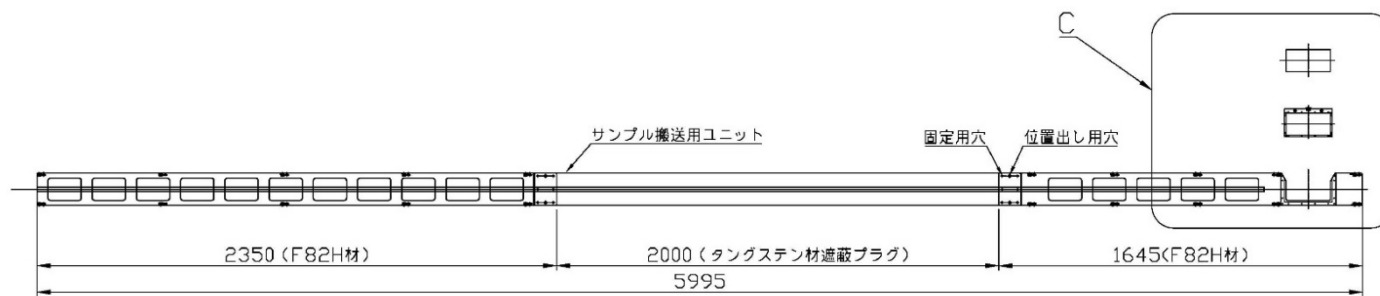 C
サンプル搬送用ユニット
固定用穴
位置出し用穴
2350(F82H材)
2000(タングステン材遮蔽プラグ)
1645(F82H材)
5995